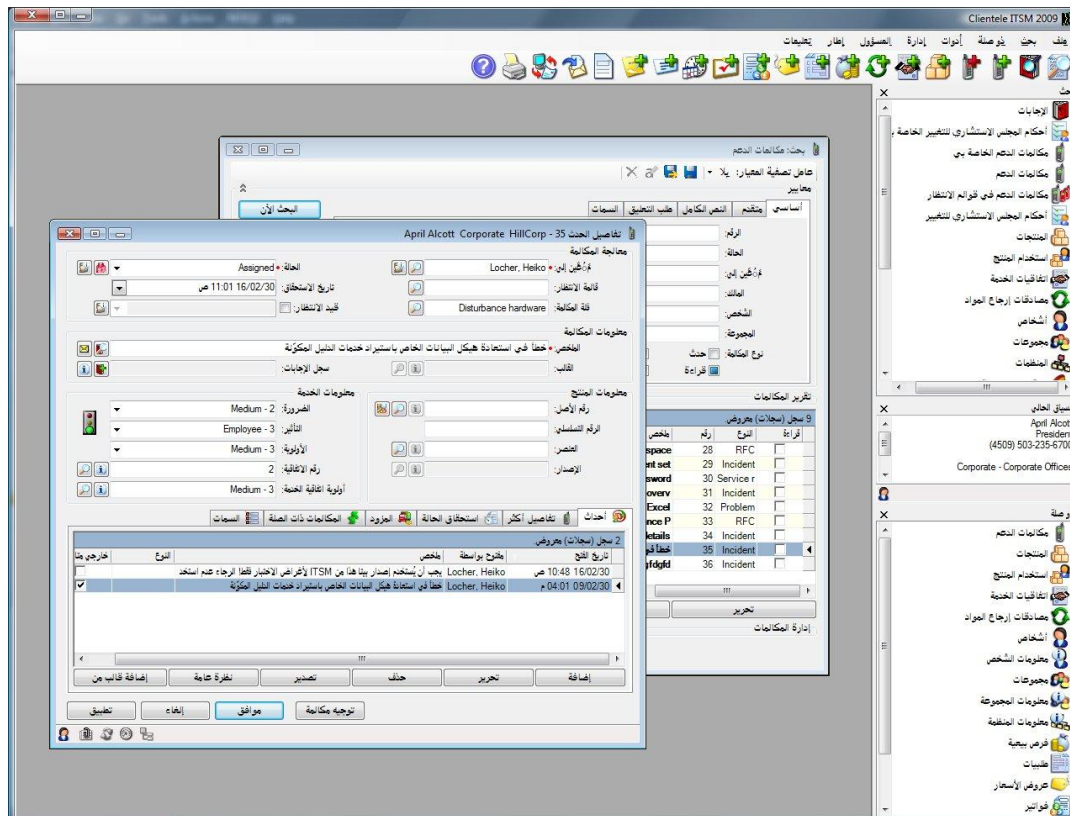 Clientele ITSM 2009
ملف بحث أدوات إدارة المسؤول إطار تعليمات
الإجابات
أحكام المجلس الاستشاري للتغيير الخاصة
مكالمات الدعم الخاصة بي
مكالمات الدعم
مكالمات الدعم في قوائم الانتظار
أحكام المجلس الاستشاري للتغيير
المنتجات
استخدام المنتج
اتفاقيات الخدمة
مصادقات إرجاع المواد
أشخاص
مجموعات
المنظمات
April Alcott
President
(4509) 503-235-6700
Corporate - Corporate Offices
مكالمات الدعم
المنتجات
استخدام المنتج
اتفاقيات الخدمة
مصادقات إرجاع المواد
أشخاص
معلومات الشخص
مجموعات
معلومات المجموعة
معلومات المنظمة
فرص بيعية
طلبيات
عروض الأسعار
فواتير
بحث: مكالمات الدعم
عامل تصفية المعيار: بلا
معايير
البحث الآن
أساسي متقدم النص الكامل طلب التعليق السمات
الرقم:
الحالة:
المالك:
الشخص:
المجموعة:
نوع المكالمة: حدث
قراءة
تقرير المكالمات
9 سجل (سجلات) معروض.
قراءة النوع رقم ملخص
RFC 28 space
Incident 29 ent set
Service r 30 sword
Incident 31 overv
Problem 32 Excel
RFC 33 nce P
Incident 34 details
Incident 35
Incident 36 gfdgfd
تحرير
إدارة المكالمات
تفاصيل الحدث 35 - April Alcott Corporate HillCorp
معالجة المكالمة
Locher, Heiko
الحالة: Assigned
قائمة الانتظار:
تاريخ الاستحقاق: 16/02/30 11:01 ص
فئة المكالمة: Disturbance hardware
قيد الانتظار:
معلومات المكالمة
الملخص: خطأ في استعادة هيكل البيانات الخاص باستيراد خدمات الدليل المكوّنة
القالب:
سجل الإجابات:
معلومات المنتج
رقم الأصل:
الرقم التسلسلي:
العنصر:
الإصدار:
معلومات الخدمة
الضرورة: 2 - Medium
التأثير: 3 - Employee
الأولوية: 3 - Medium
رقم الاتفاقية: 2
أولوية اتفاقية الخدمة: 3 - Medium
أحداث تفاصيل أكثر استحقاق الحالة المزود المكالمات ذات الصلة السمات
2 سجل (سجلات) معروض.
تاريخ الفتح مفتوح بواسطة ملخص النوع خارجي
16/02/30 10:48 ص Locher, Heiko يجب أن يُستخدم إصدار بيتا هذا من ITSM لأغراض الاختبار فقط! الرجاء عدم استخد
09/02/30 04:01 م Locher, Heiko خطأ في استعادة هيكل البيانات الخاص باستيراد خدمات الدليل المكوّنة
إضافة تحرير حذف تصدير نظرة عامة إضافة قالب من
توجيه مكالمة موافق إلغاء تطبيق